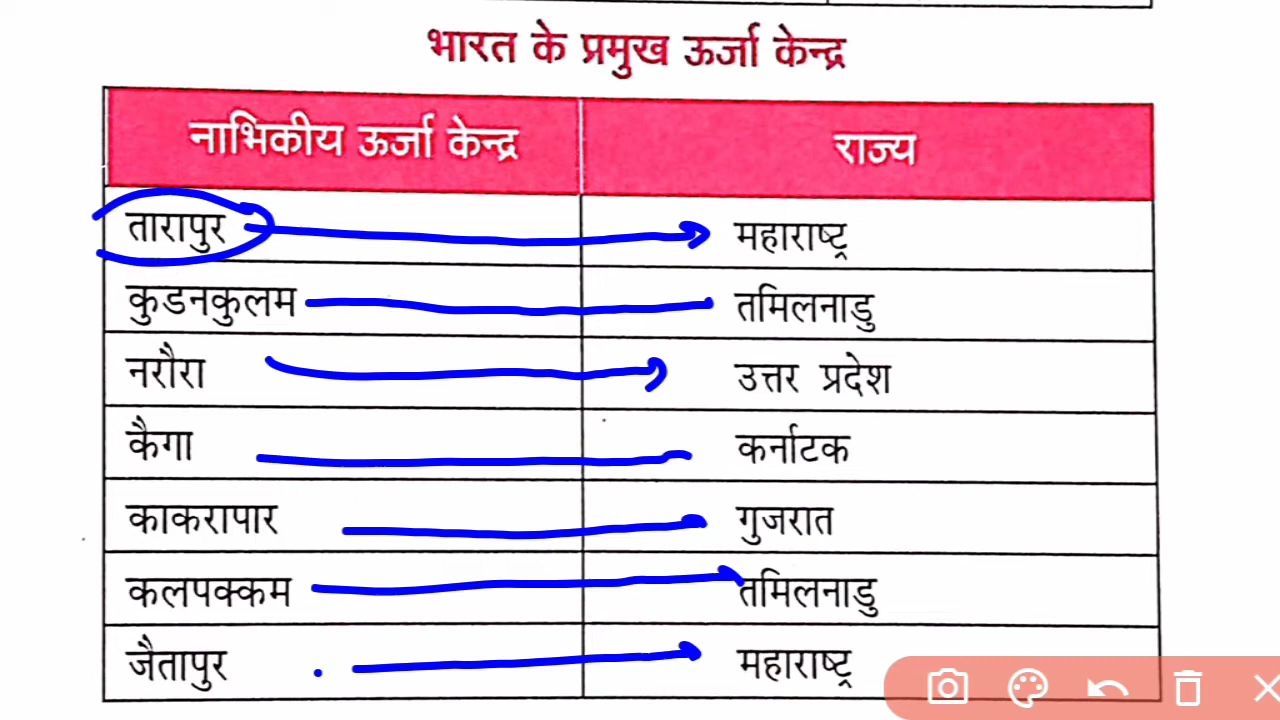 भारत के प्रमुख ऊर्जा केन्द्र
नाभिकीय ऊर्जा केन्द्र राज्य
तारापुर महाराष्ट्र
कुडनकुलम तमिलनाडु
नरौरा उत्तर प्रदेश
कैगा कर्नाटक
काकरापार गुजरात
कलपक्कम तमिलनाडु
जैतापुर महाराष्ट्र